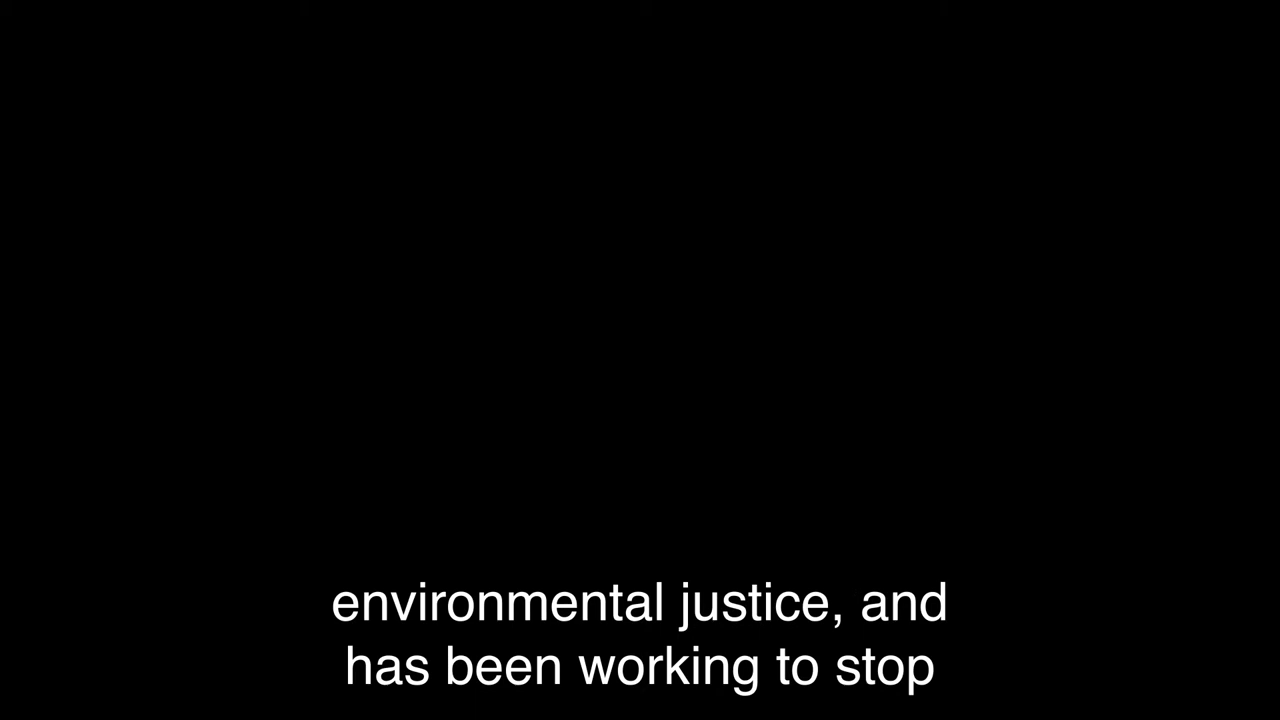 environmental justice, and
has been working to stop